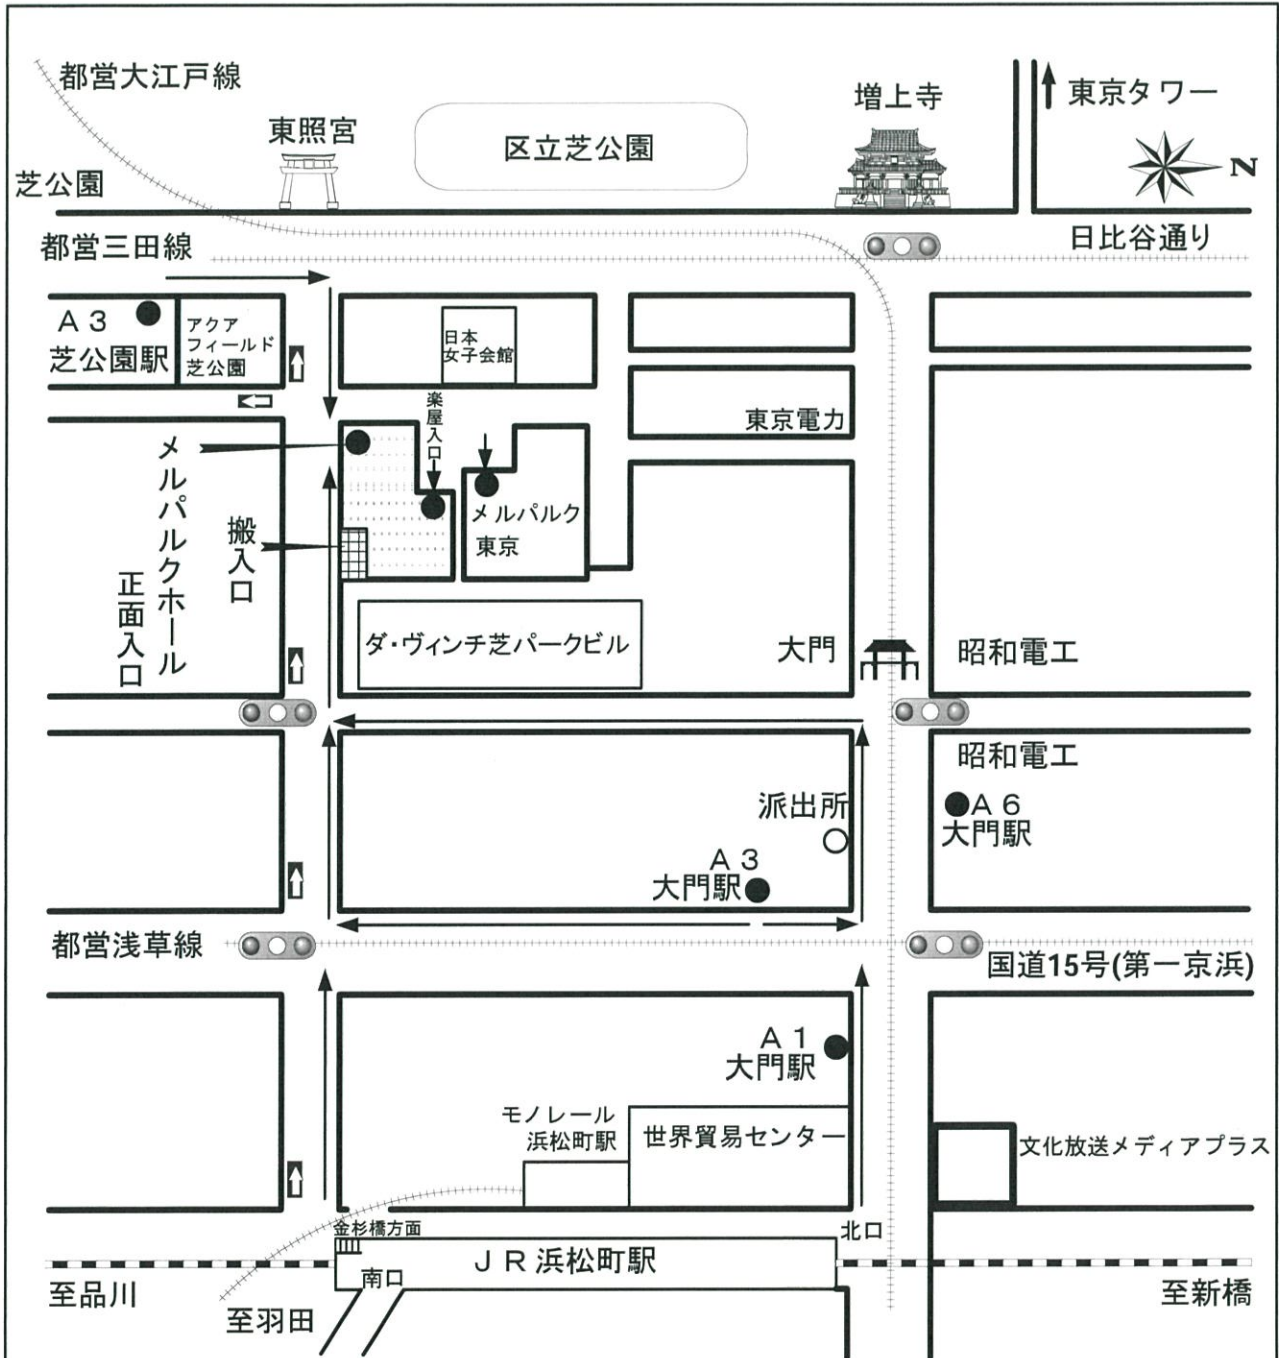 都営大江戸線
東照宮
区立芝公園
増上寺
東京タワー
N
芝公園
都営三田線
日比谷通り
A3
芝公園駅
アクア
フィールド
芝公園
日本
女子会館
東京電力
楽屋入口
メルパルクホール
正面入口
搬入口
メルパルク
東京
ダ・ヴィンチ芝パークビル
大門
昭和電工
昭和電工
派出所
A3
大門駅
A6
大門駅
都営浅草線
国道15号(第一京浜)
A1
大門駅
モノレール
浜松町駅
世界貿易センター
文化放送メディアプラス
金杉橋方面
北口
JR浜松町駅
南口
至品川
至羽田
至新橋